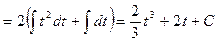 = 2(∫t²dt + ∫dt) = 2/3 t³ + 2t + C